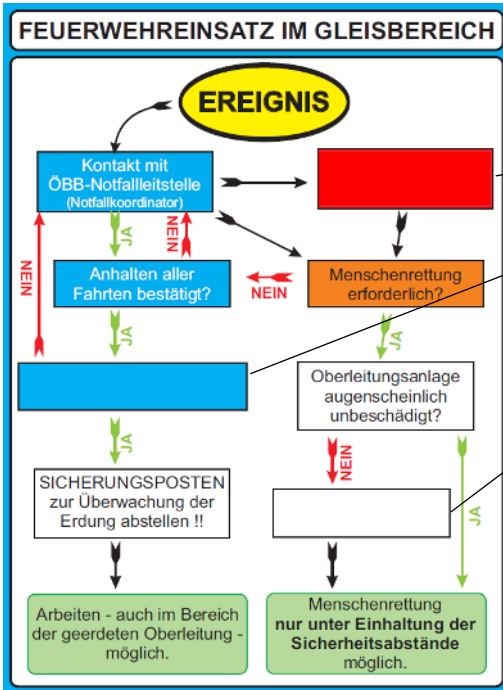 FEUERWEHREINSATZ IM GLEISBEREICH
EREIGNIS
Kontakt mit
ÖBB-Notfallleitstelle
(Notfallkoordinator)
JA
NEIN
NEIN
Anhalten aller
Fahrten bestätigt?
NEIN
Menschenrettung
erforderlich?
JA
JA
Oberleitungsanlage
augenscheinlich
unbeschädigt?
JA
NEIN
JA
SICHERUNGSPOSTEN
zur Überwachung der
Erdung abstellen !!
Arbeiten - auch im Bereich
der geerdeten Oberleitung -
möglich.
Menschenrettung
nur unter Einhaltung der
Sicherheitsabstände
möglich.